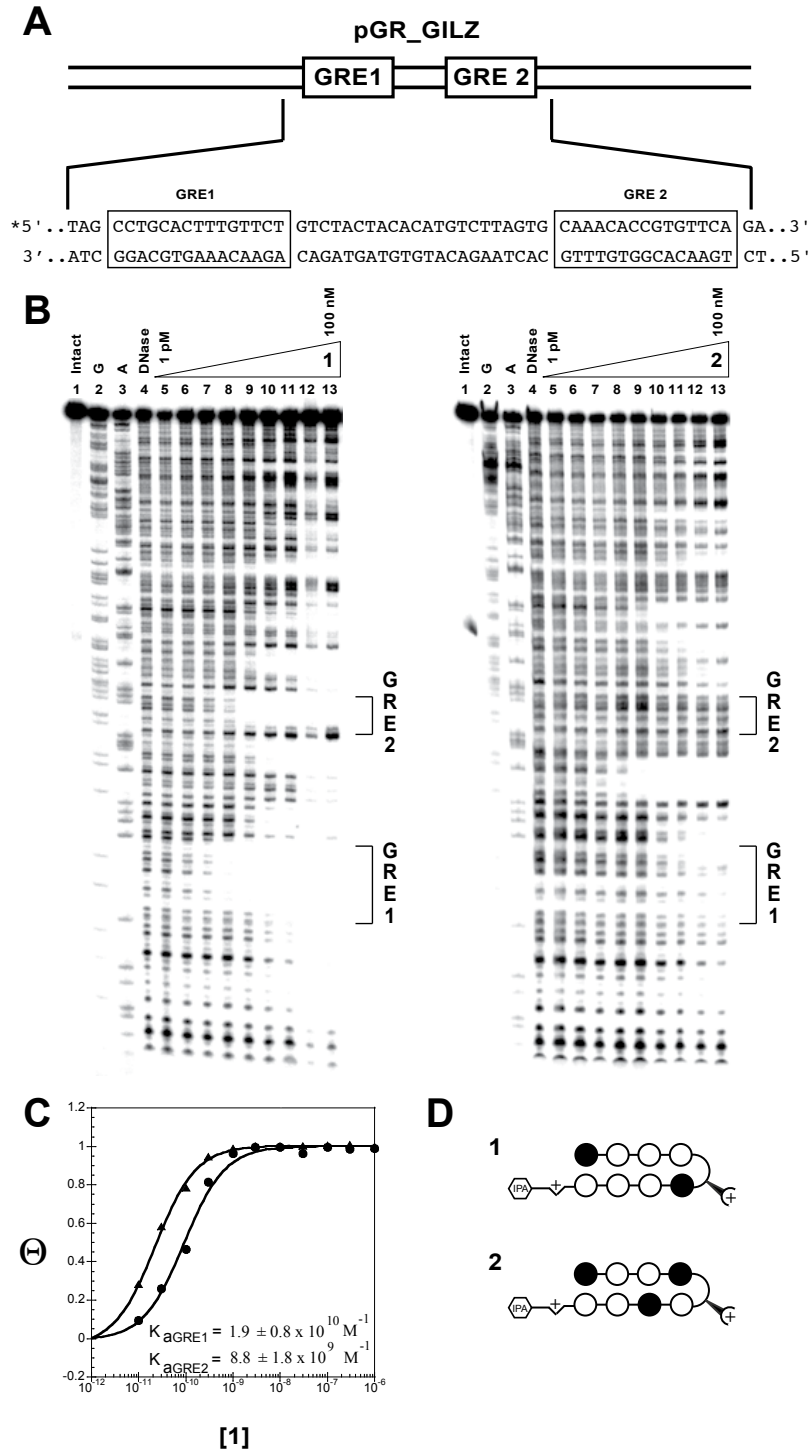 A
pGR_GILZ
GRE1 GRE 2
GRE1 GRE 2
*5'..TAG CCTGCACTTTGTTCT GTCTACTACACATGTCTTAGTG CAAACACCGTGTTCA GA..3'
3'..ATC GGACGTGAAACAAGA CAGATGATGTGTACAGAATCAC GTTTGTGGCACAAGT CT..5'
B
Intact G A DNase 1 pM 100 nM
1
1 2 3 4 5 6 7 8 9 10 11 12 13
GRE2
GRE1
Intact G A DNase 1 pM 100 nM
2
1 2 3 4 5 6 7 8 9 10 11 12 13
GRE2
GRE1
C
1.2
1
0.8
0.6
0.4
0.2
0
-0.2
Θ
KaGRE1 = 1.9 ± 0.8 x 10^10 M^-1
KaGRE2 = 8.8 ± 1.8 x 10^9 M^-1
10^-12 10^-11 10^-10 10^-9 10^-8 10^-7 10^-6
[1]
D
1
IPA + +
2
IPA + +